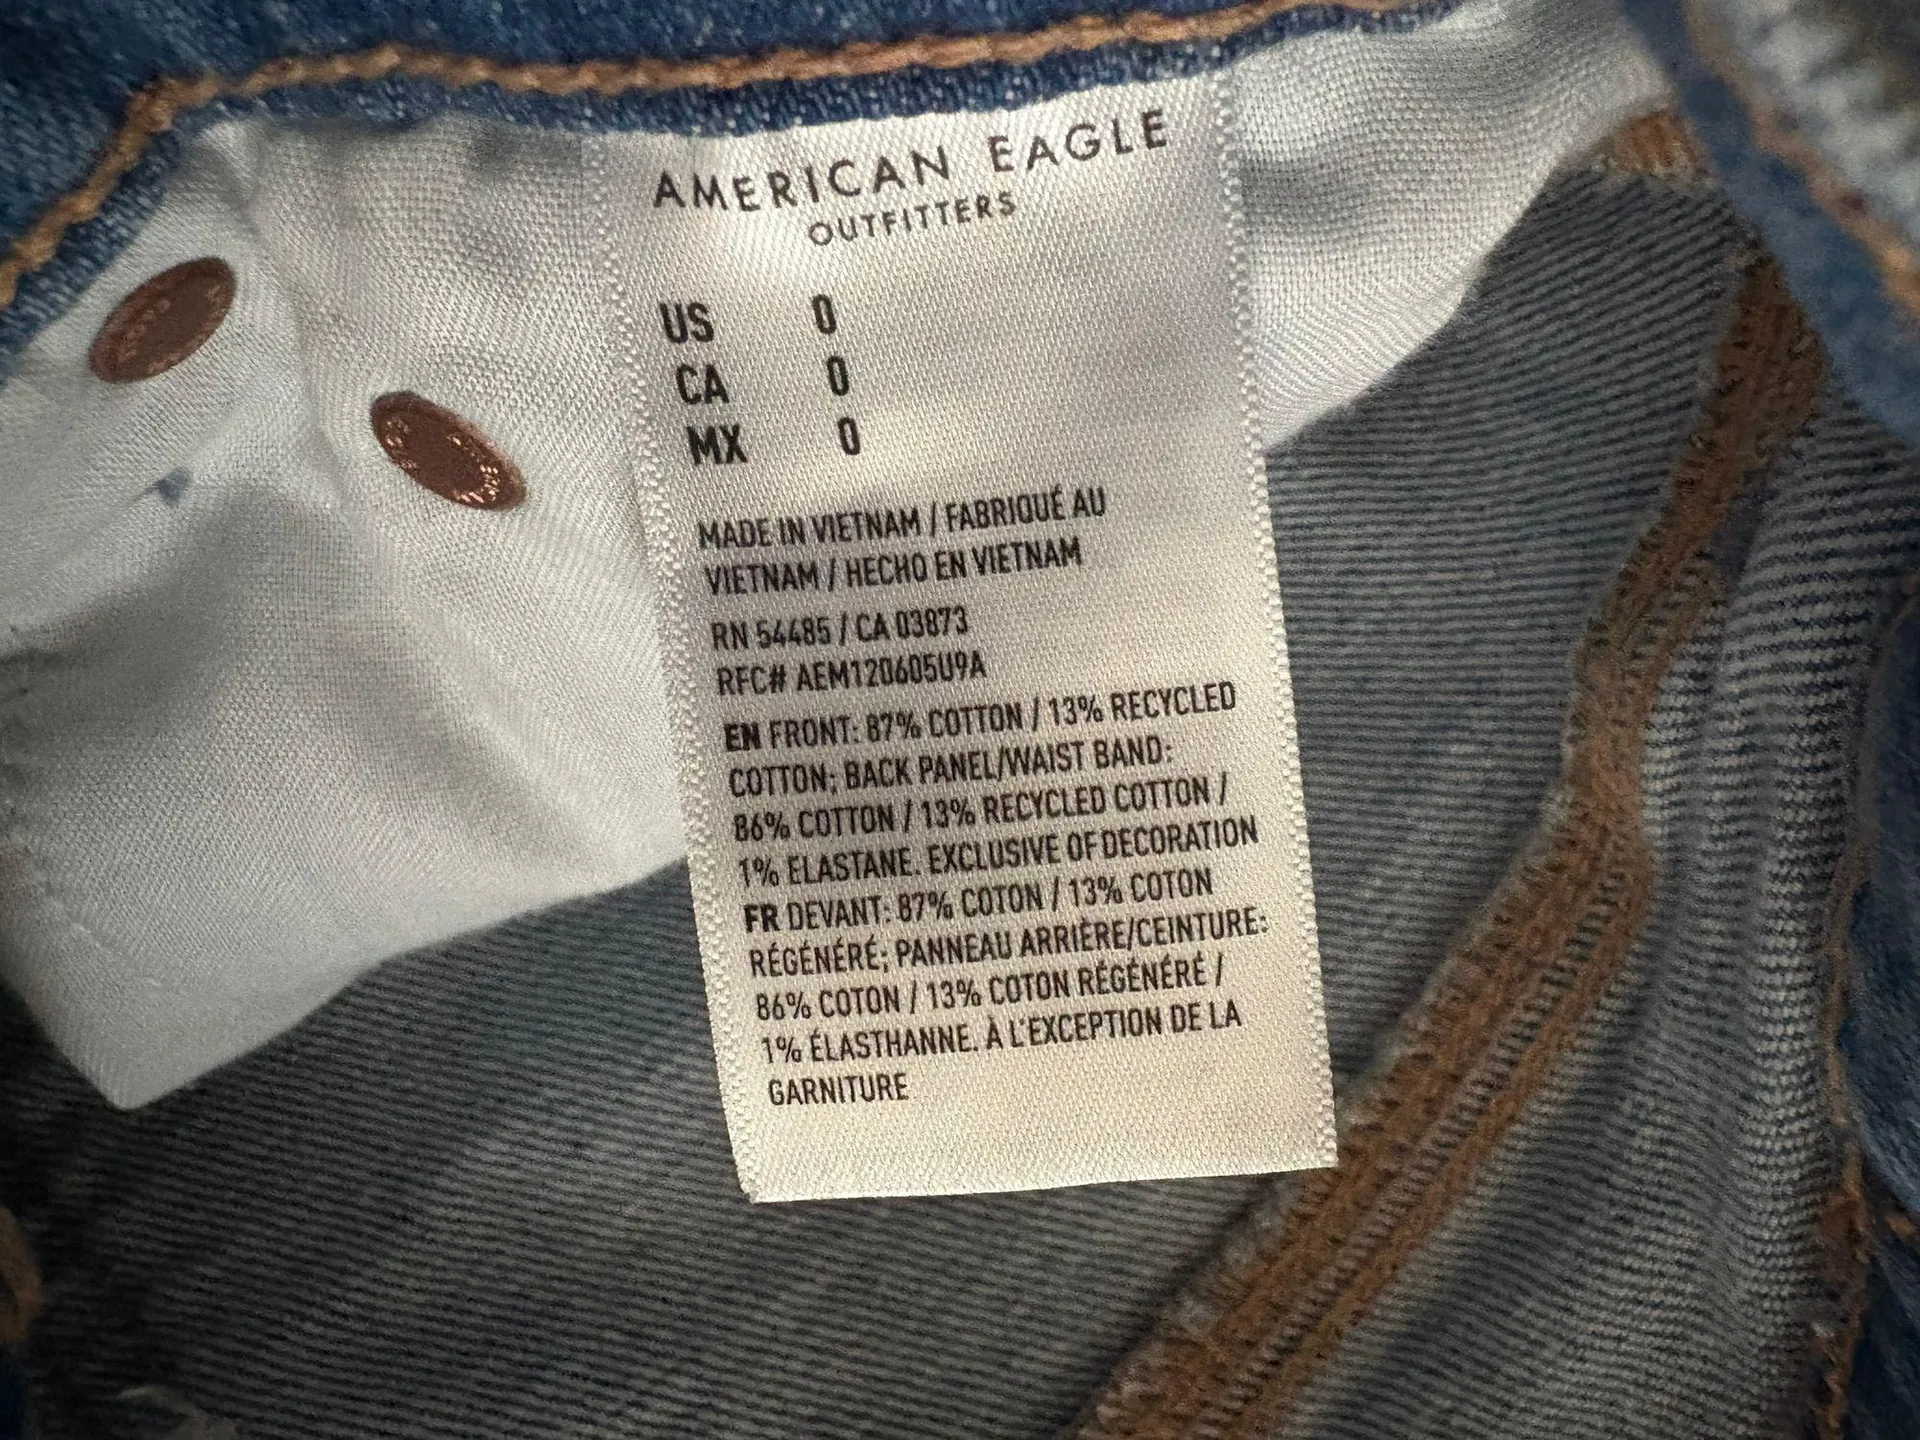 AMERICAN EAGLE
OUTFITTERS
US 0
CA 0
MX 0
MADE IN VIETNAM / FABRIQUÉ AU
VIETNAM / HECHO EN VIETNAM
RN 54485 / CA 03873
RFC# AEM120605U9A
EN FRONT: 87% COTTON / 13% RECYCLED
COTTON; BACK PANEL/WAIST BAND:
86% COTTON / 13% RECYCLED COTTON /
1% ELASTANE. EXCLUSIVE OF DECORATION
FR DEVANT: 87% COTON / 13% COTON
RÉGÉNÉRÉ; PANNEAU ARRIÈRE/CEINTURE:
86% COTON / 13% COTON RÉGÉNÉRÉ /
1% ÉLASTHANNE. À L'EXCEPTION DE LA
GARNITURE